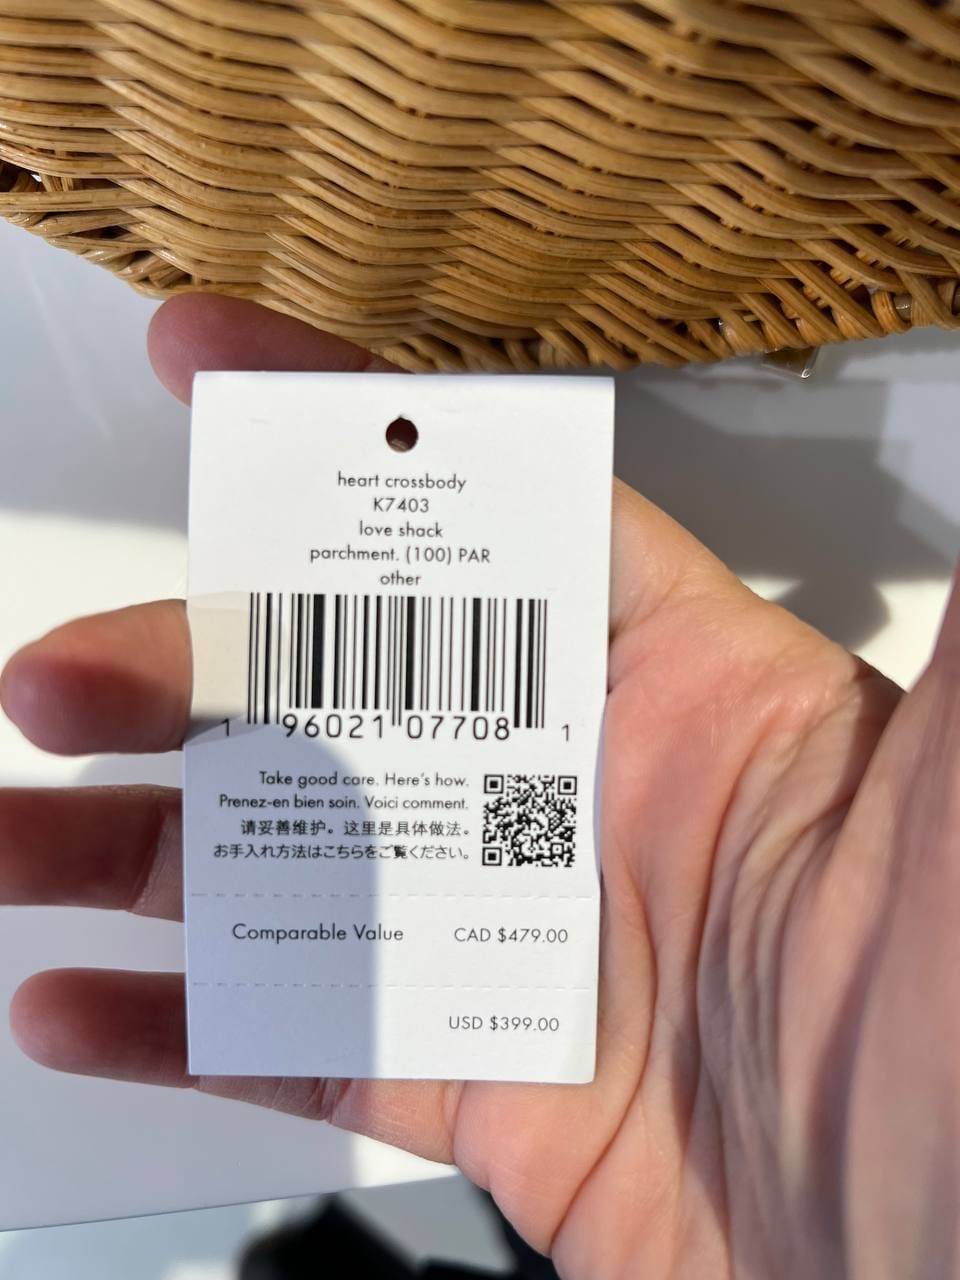 heart crossbody
K7403
love shack
parchment. (100) PAR
other
1 96021 07708 1
Take good care. Here's how.
Prenez-en bien soin. Voici comment.
请妥善维护。这里是具体做法。
お手入れ方法はこちらをご覧ください。
Comparable Value CAD $479.00
USD $399.00